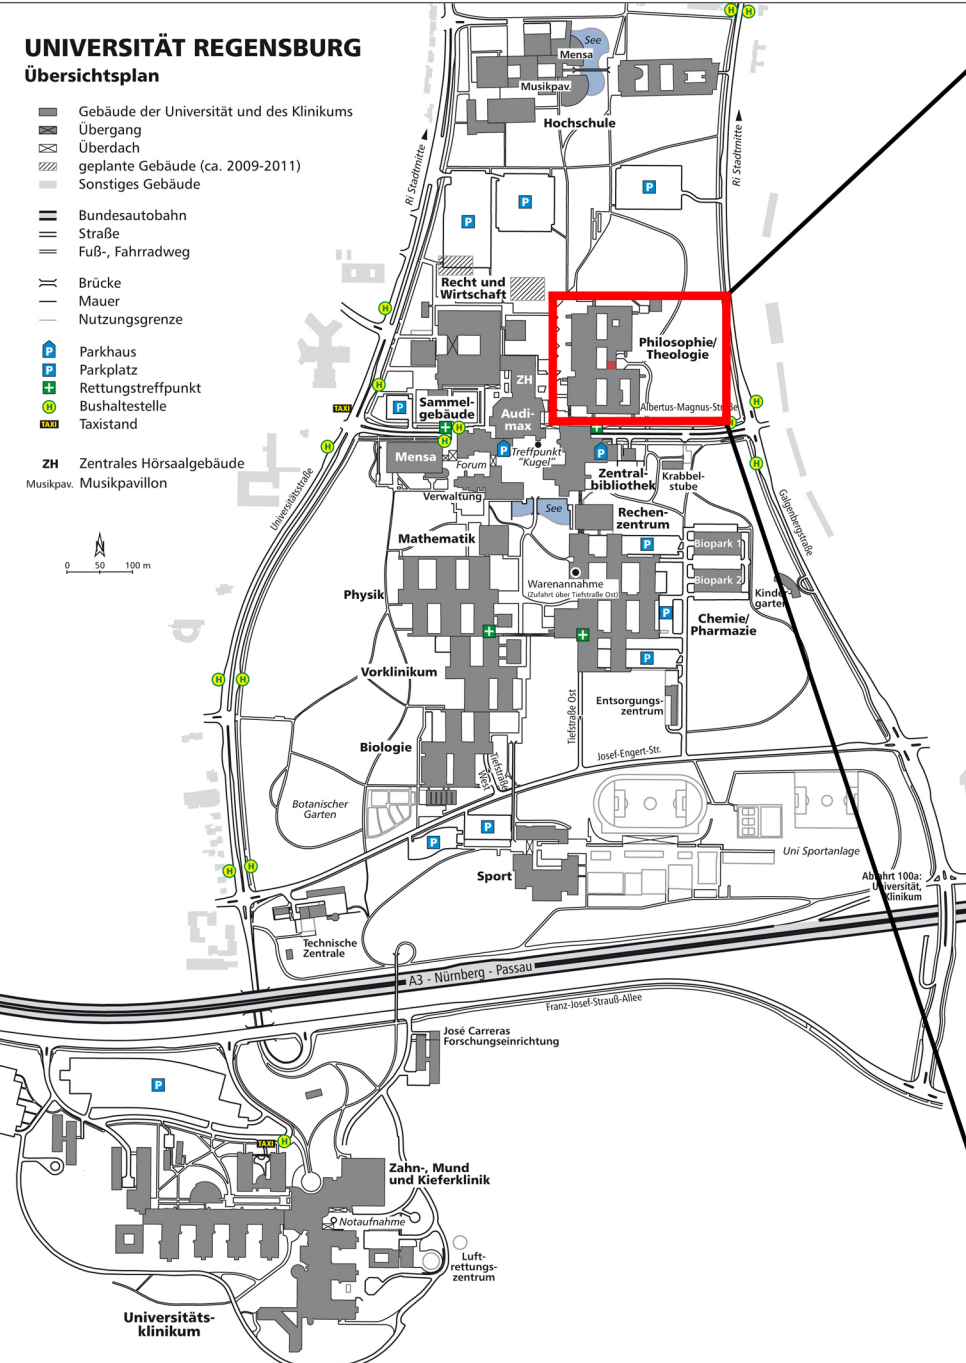 UNIVERSITÄT REGENSBURG
Übersichtsplan
Gebäude der Universität und des Klinikums
Übergang
Überdach
geplante Gebäude (ca. 2009-2011)
Sonstiges Gebäude
Bundesautobahn
Straße
Fuß-, Fahrradweg
Brücke
Mauer
Nutzungsgrenze
P Parkhaus
P Parkplatz
Rettungstreffpunkt
H Bushaltestelle
TAXI Taxistand
ZH Zentrales Hörsaalgebäude
Musikpav. Musikpavillon
0 50 100 m
H H
See
Mensa
Musikpav.
Hochschule
Ri Stadtmitte
Ri Stadtmitte
P
P
P
Recht und
Wirtschaft
H
Philosophie/
Theologie
ZH
H
Sammel-
gebäude
P
TAXI
Audi-
max
Albertus-Magnus-Straße
H
H
H
H
H
H
Mensa
Forum
P
Treffpunkt
"Kugel"
P
Zentral-
bibliothek
Krabbel-
stube
H
Verwaltung
Universitätsstraße
Galgenbergstraße
See
Rechen-
zentrum
Mathematik
P
Biopark 1
Biopark 2
Warenannahme
(Zufahrt über Tiefstraße Ost)
Kinder-
garten
Physik
P
Chemie/
Pharmazie
P
Vorklinikum
H H
Entsorgungs-
zentrum
Tiefstraße Ost
Biologie
Tiefstraße
West
Josef-Engert-Str.
Botanischer
Garten
P
P
Uni Sportanlage
H H
Sport
Abfahrt 100a:
Universität,
Klinikum
Technische
Zentrale
A3 - Nürnberg - Passau
Franz-Josef-Strauß-Allee
José Carreras
Forschungseinrichtung
P
TAXI H
Zahn-, Mund
und Kieferklinik
Notaufnahme
Luft-
rettungs-
zentrum
Universitäts-
klinikum